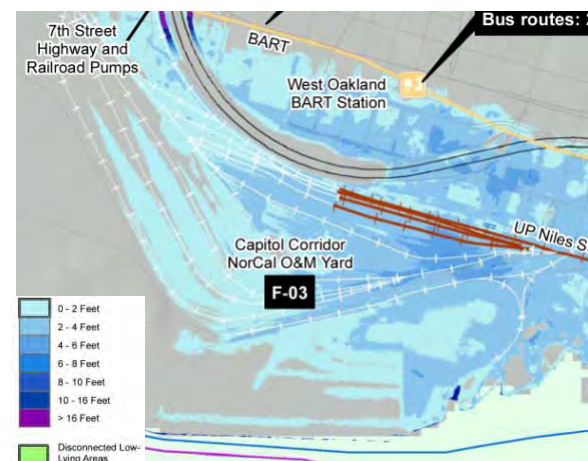 7th Street
Highway and
Railroad Pumps
BART
Bus routes:
West Oakland
BART Station
UP Niles S
Capitol Corridor
NorCal O&M Yard
F-03
0 - 2 Feet
2 - 4 Feet
4 - 6 Feet
6 - 8 Feet
8 - 10 Feet
10 - 16 Feet
> 16 Feet
Disconnected Low-
Lying Areas